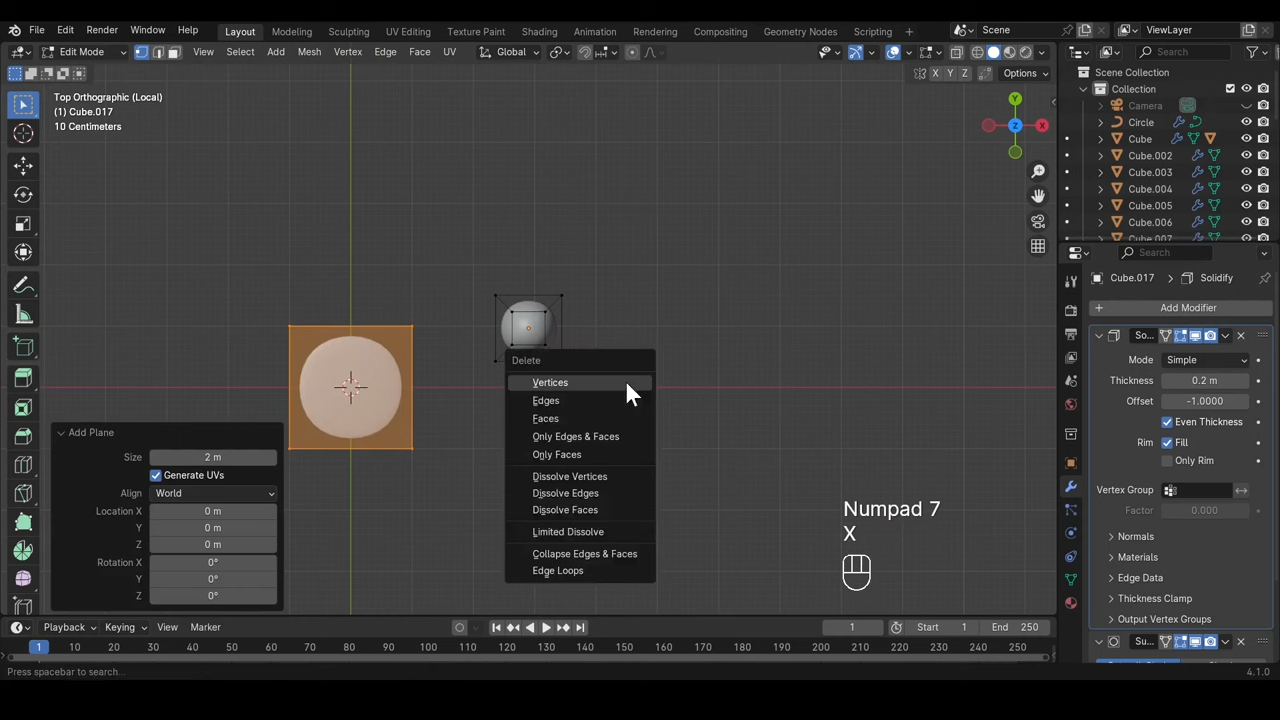 File Edit Render Window Help Layout Modeling Sculpting UV Editing Texture Paint Shading Animation Rendering Compositing Geometry Nodes Scripting + Scene ViewLayer
Edit Mode View Select Add Mesh Vertex Edge Face UV Global Search
X Y Z Options
Top Orthographic (Local)
(1) Cube.017
10 Centimeters
Y
Z
X
Scene Collection
Collection
Camera
Circle
Cube
Cube.002
Cube.003
Cube.004
Cube.005
Cube.006
Cube.007
Search
Cube.017 Solidify
Add Modifier
So...
Mode Simple
Thickness 0.2 m
Offset -1.0000
Even Thickness
Rim Fill
Only Rim
Vertex Group
Factor 0.000
Normals
Materials
Edge Data
Thickness Clamp
Output Vertex Groups
Su...
Delete
Vertices
Edges
Faces
Only Edges & Faces
Only Faces
Dissolve Vertices
Dissolve Edges
Dissolve Faces
Limited Dissolve
Collapse Edges & Faces
Edge Loops
Add Plane
Size 2 m
Generate UVs
Align World
Location X 0 m
Y 0 m
Z 0 m
Rotation X 0°
Y 0°
Z 0°
Numpad 7
X
Playback Keying View Marker 1 Start 1 End 250
1 10 20 30 40 50 60 70 80 90 100 110 120 130 140 150 160 170 180 190 200 210 220 230 240 250
Press spacebar to search... 4.1.0